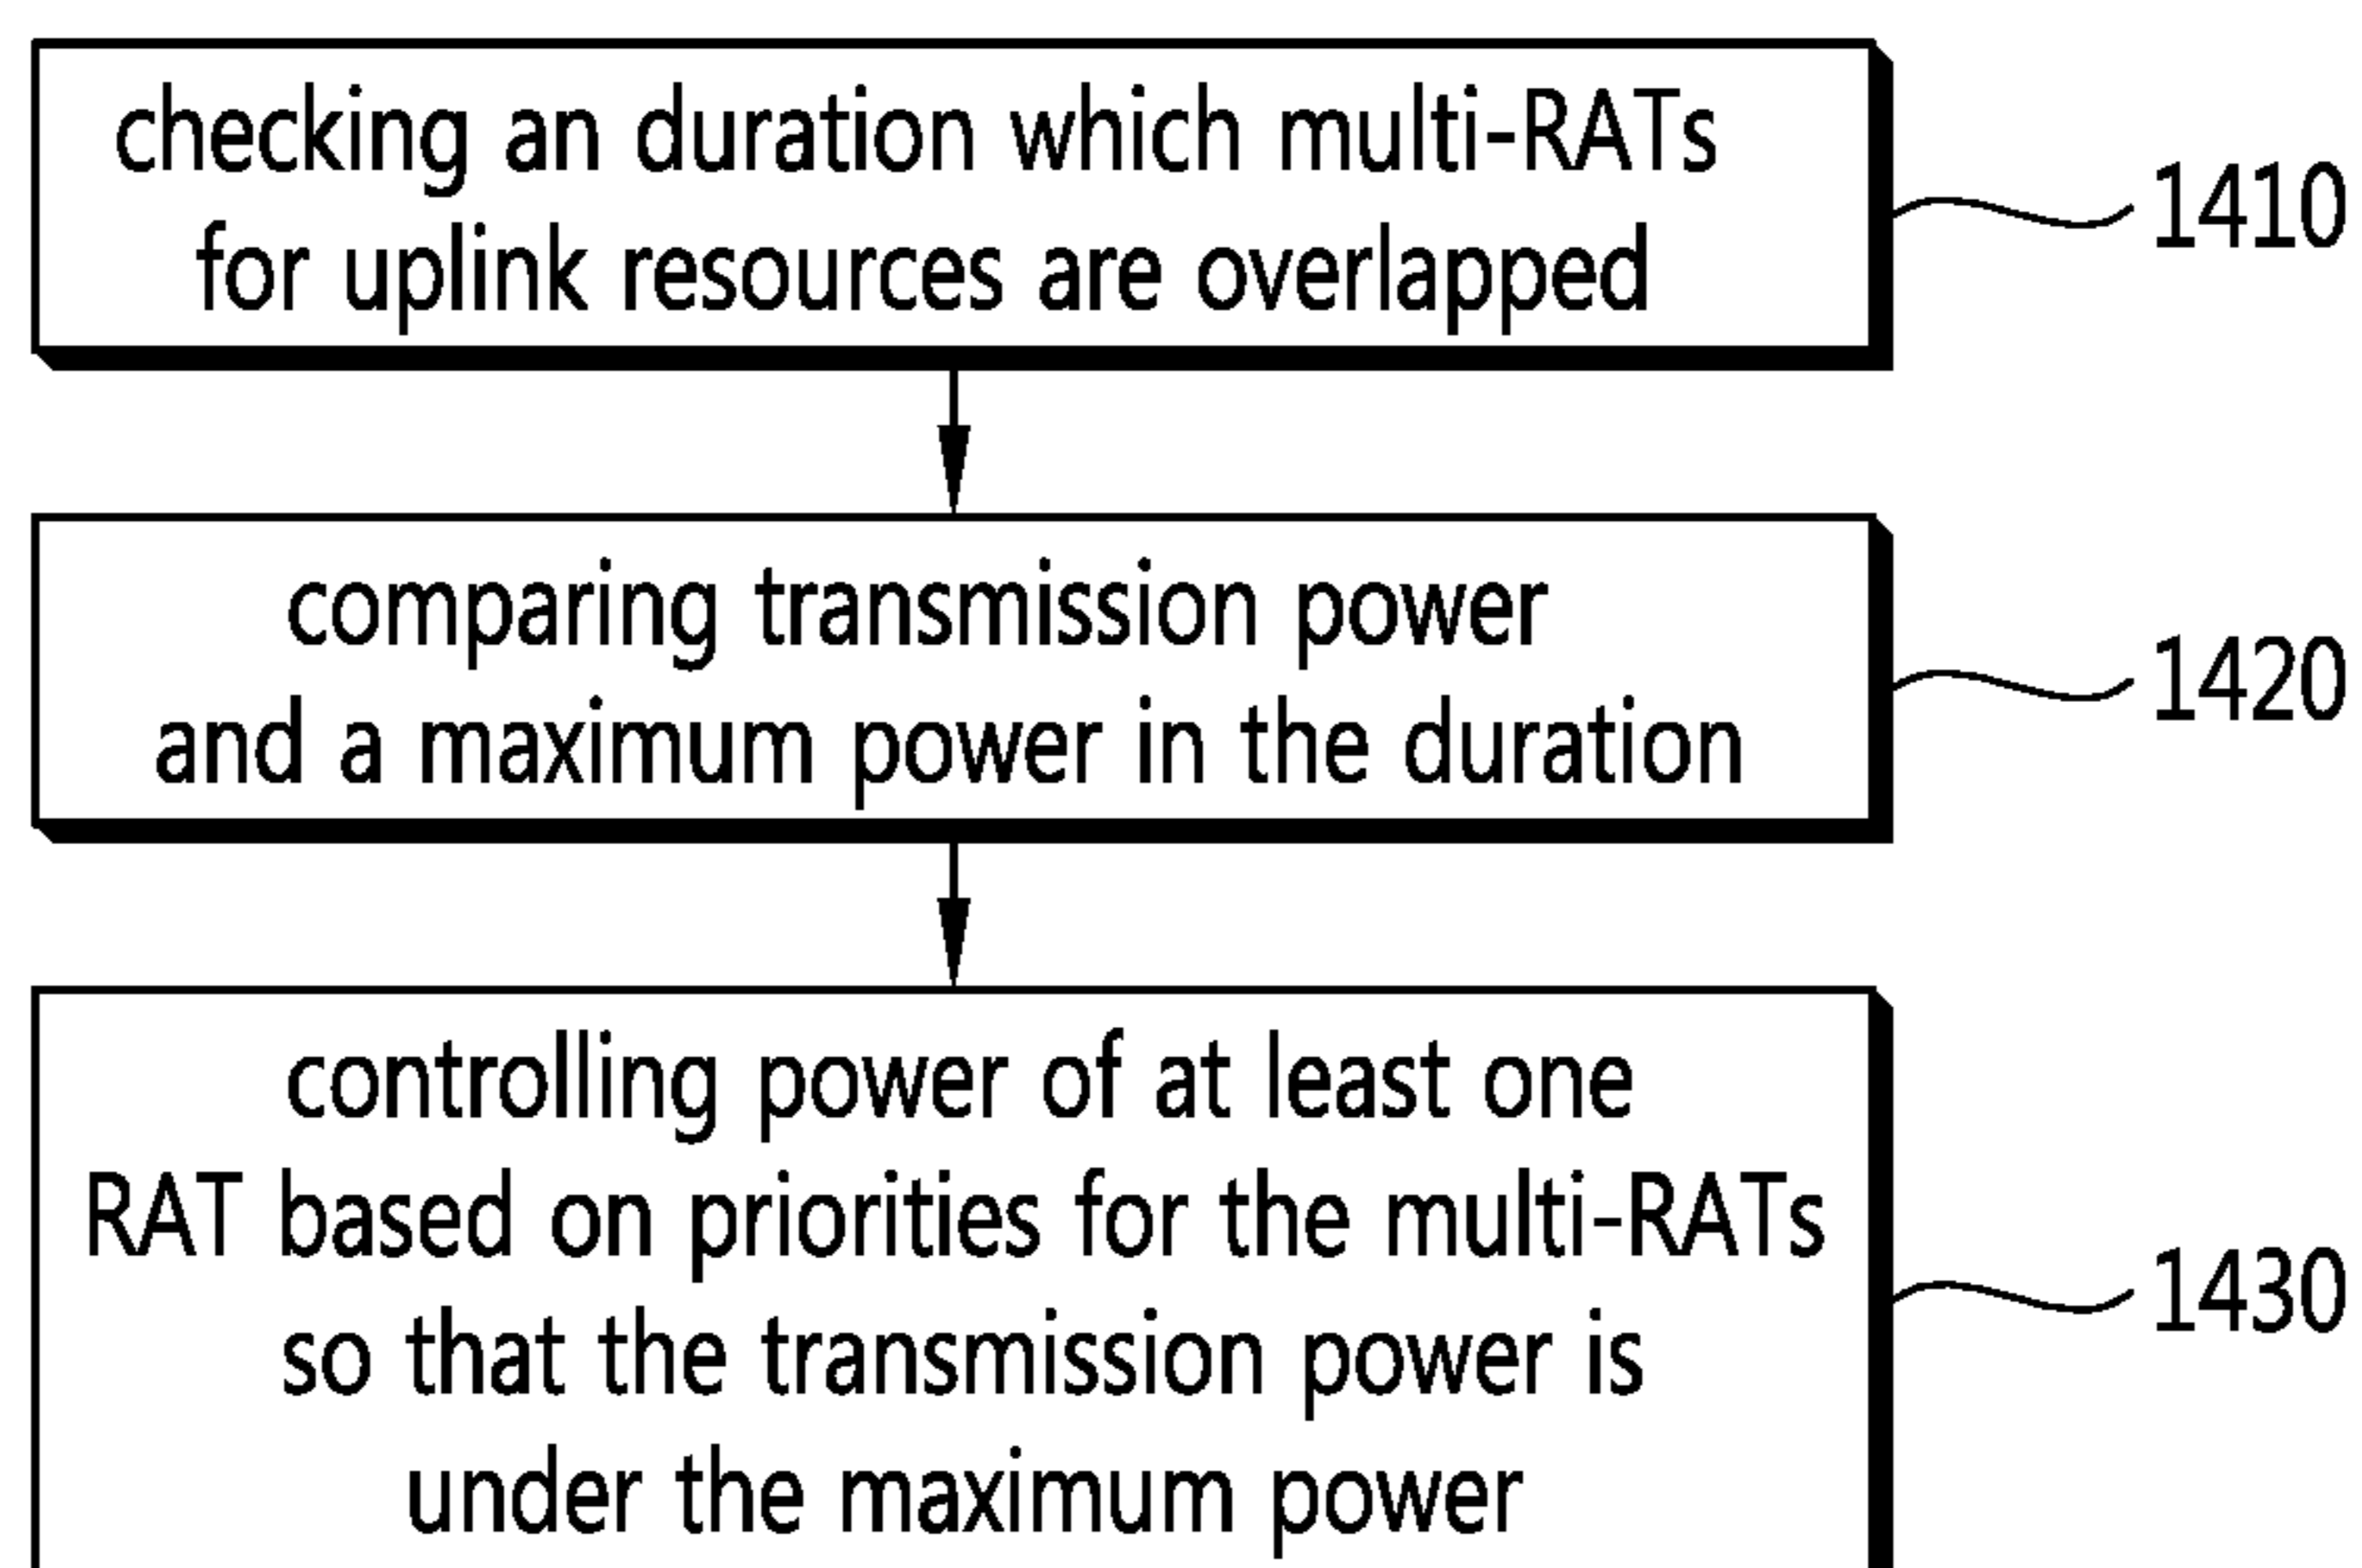 checking an duration which multi-RATs
for uplink resources are overlapped
1410
comparing transmission power
and a maximum power in the duration
1420
controlling power of at least one
RAT based on priorities for the multi-RATs
so that the transmission power is
under the maximum power
1430